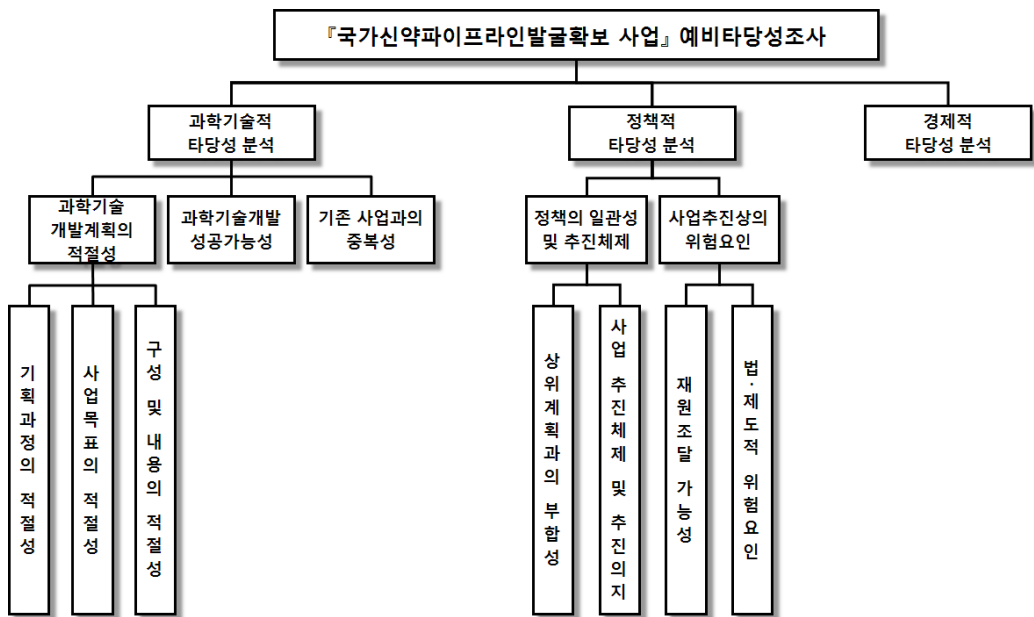 『국가신약파이프라인발굴확보 사업』 예비타당성조사
과학기술적
타당성 분석
정책적
타당성 분석
경제적
타당성 분석
과학기술
개발계획의
적절성
과학기술개발
성공가능성
기존 사업과의
중복성
정책의 일관성
및 추진체제
사업추진상의
위험요인
기획과정의 적절성
사업목표의 적절성
구성 및 내용의 적절성
상위계획과의 부합성
사업 추진체제 및 추진의지
재원조달 가능성
법·제도적 위험요인